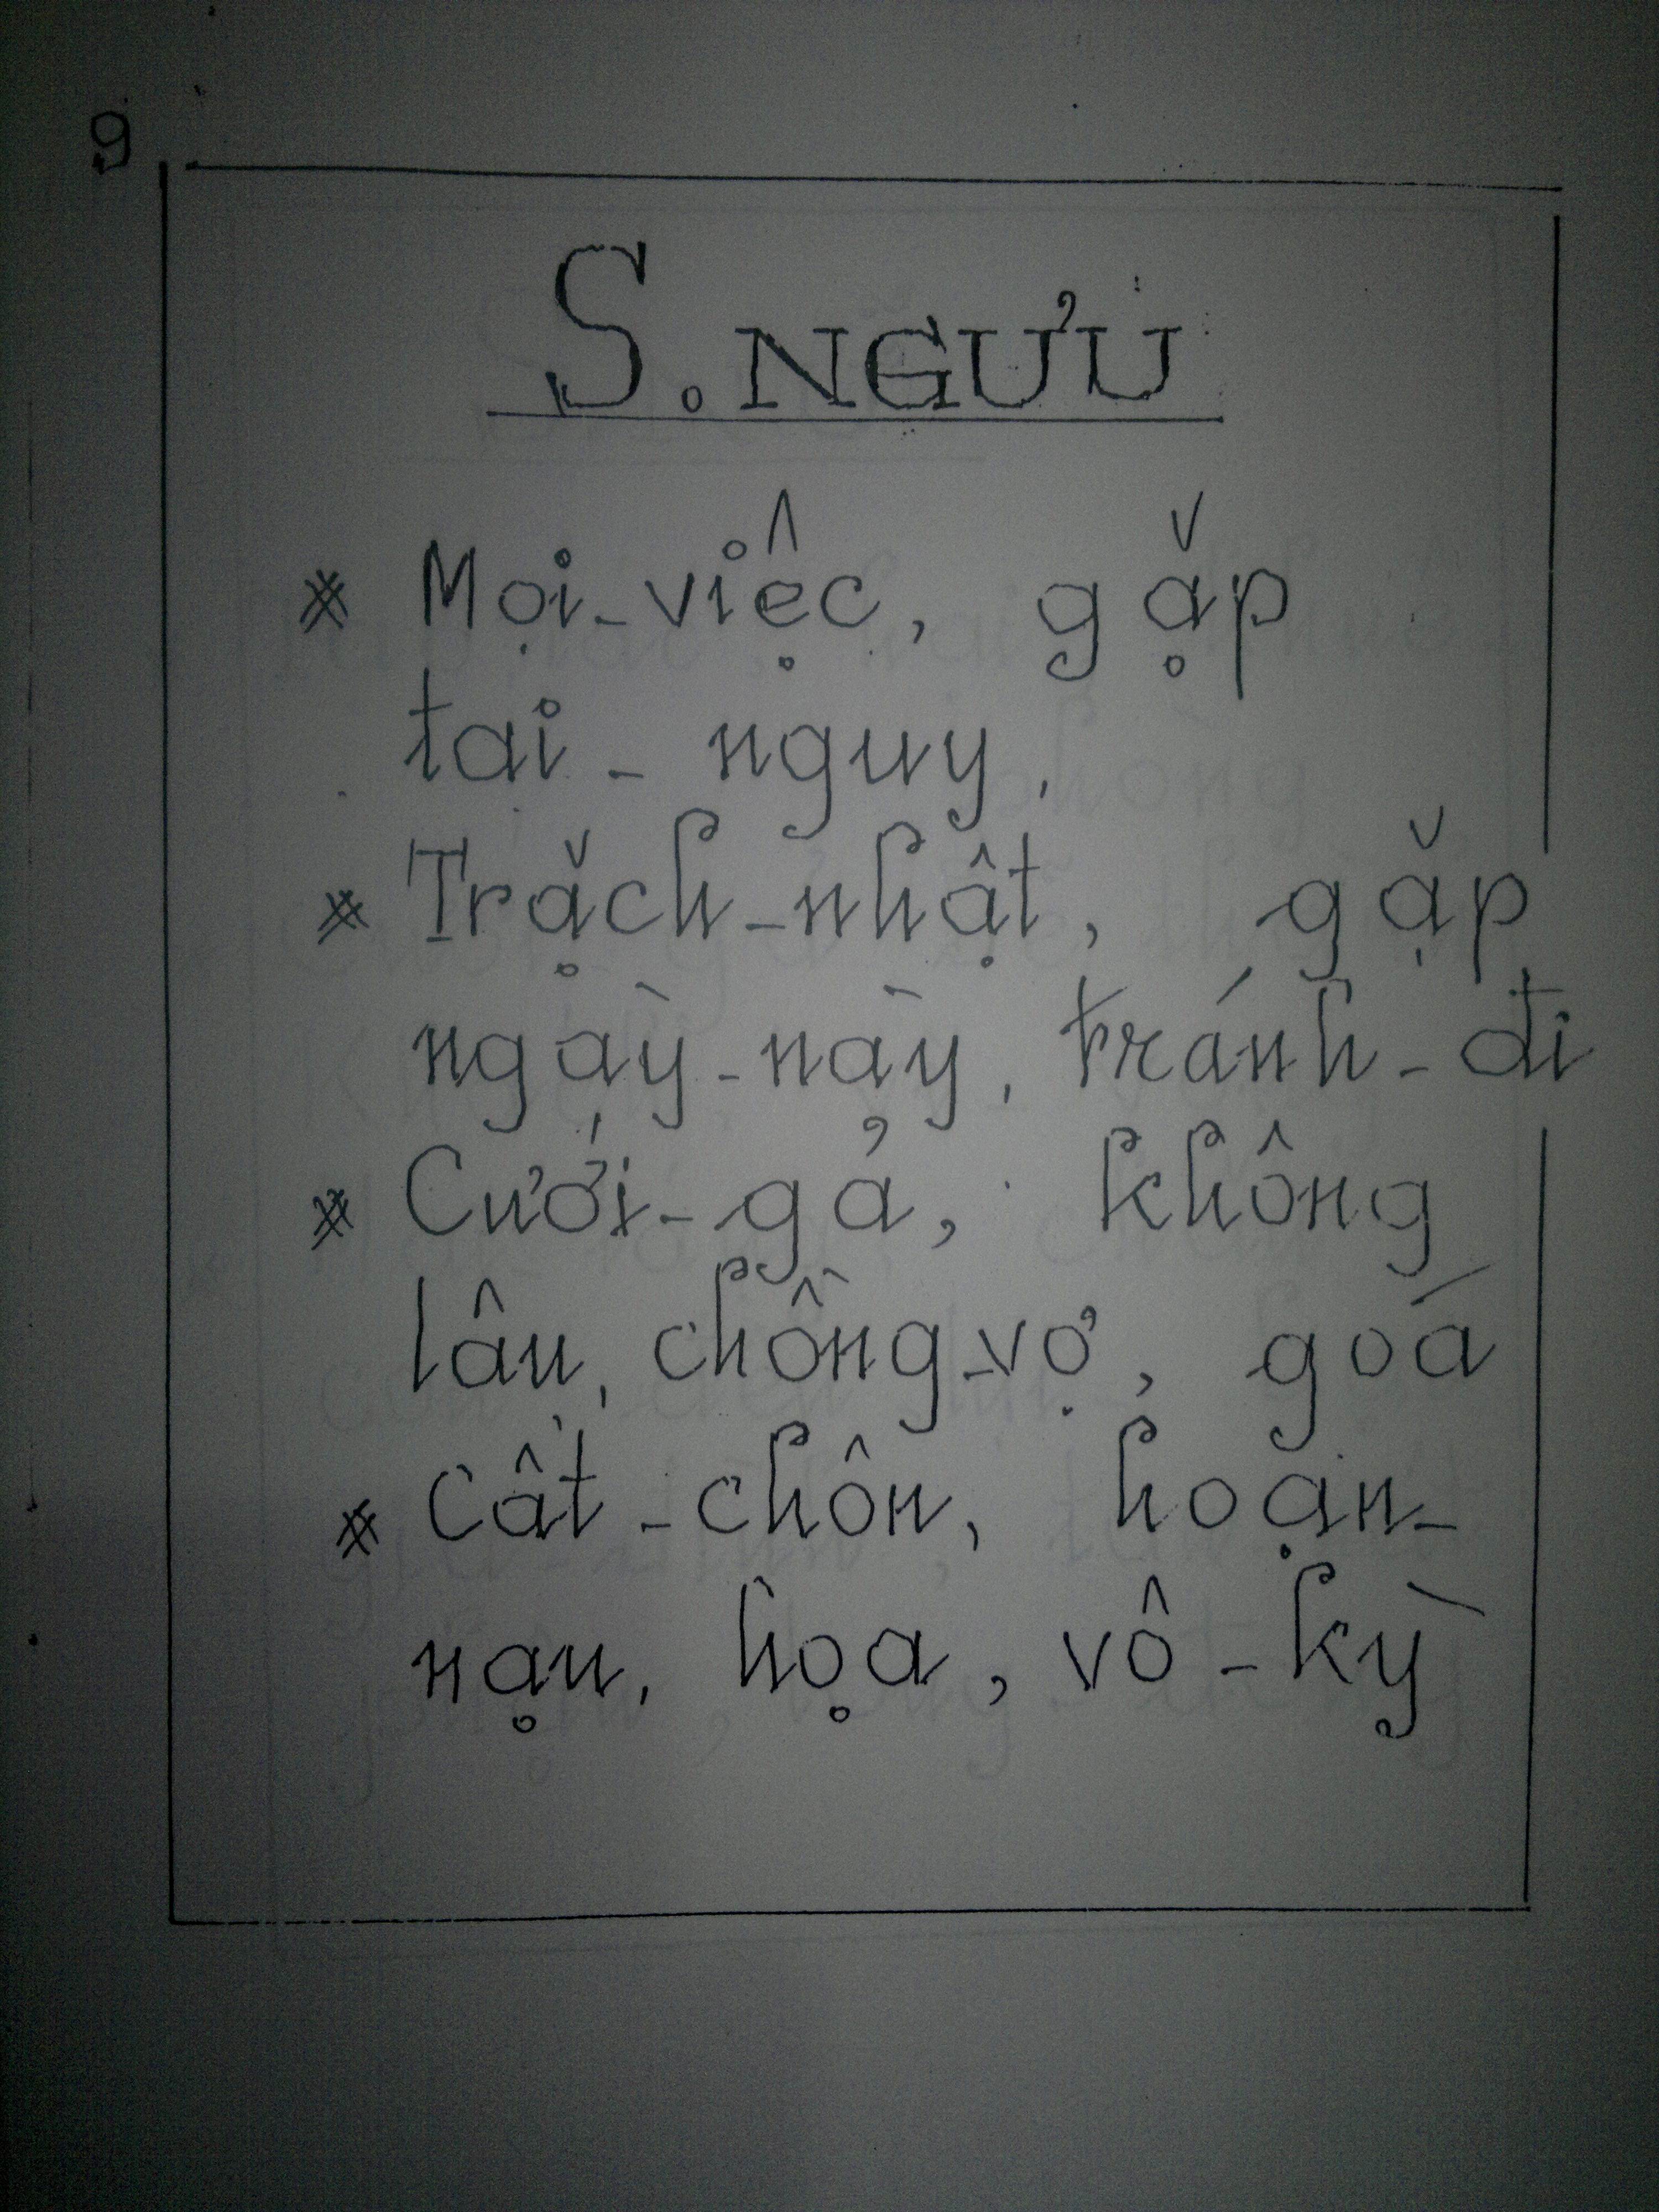 9
S. NGƯU
* Mọi-việc, gặp
tai - nguy,
* Trặch-nhật, gặp
ngày-này, tránh-đi
* Cưới-gả, không
lâu, chồng-vợ, goá
* Cất-chôn, hoạn-
nạn, họa, vô-kỳ